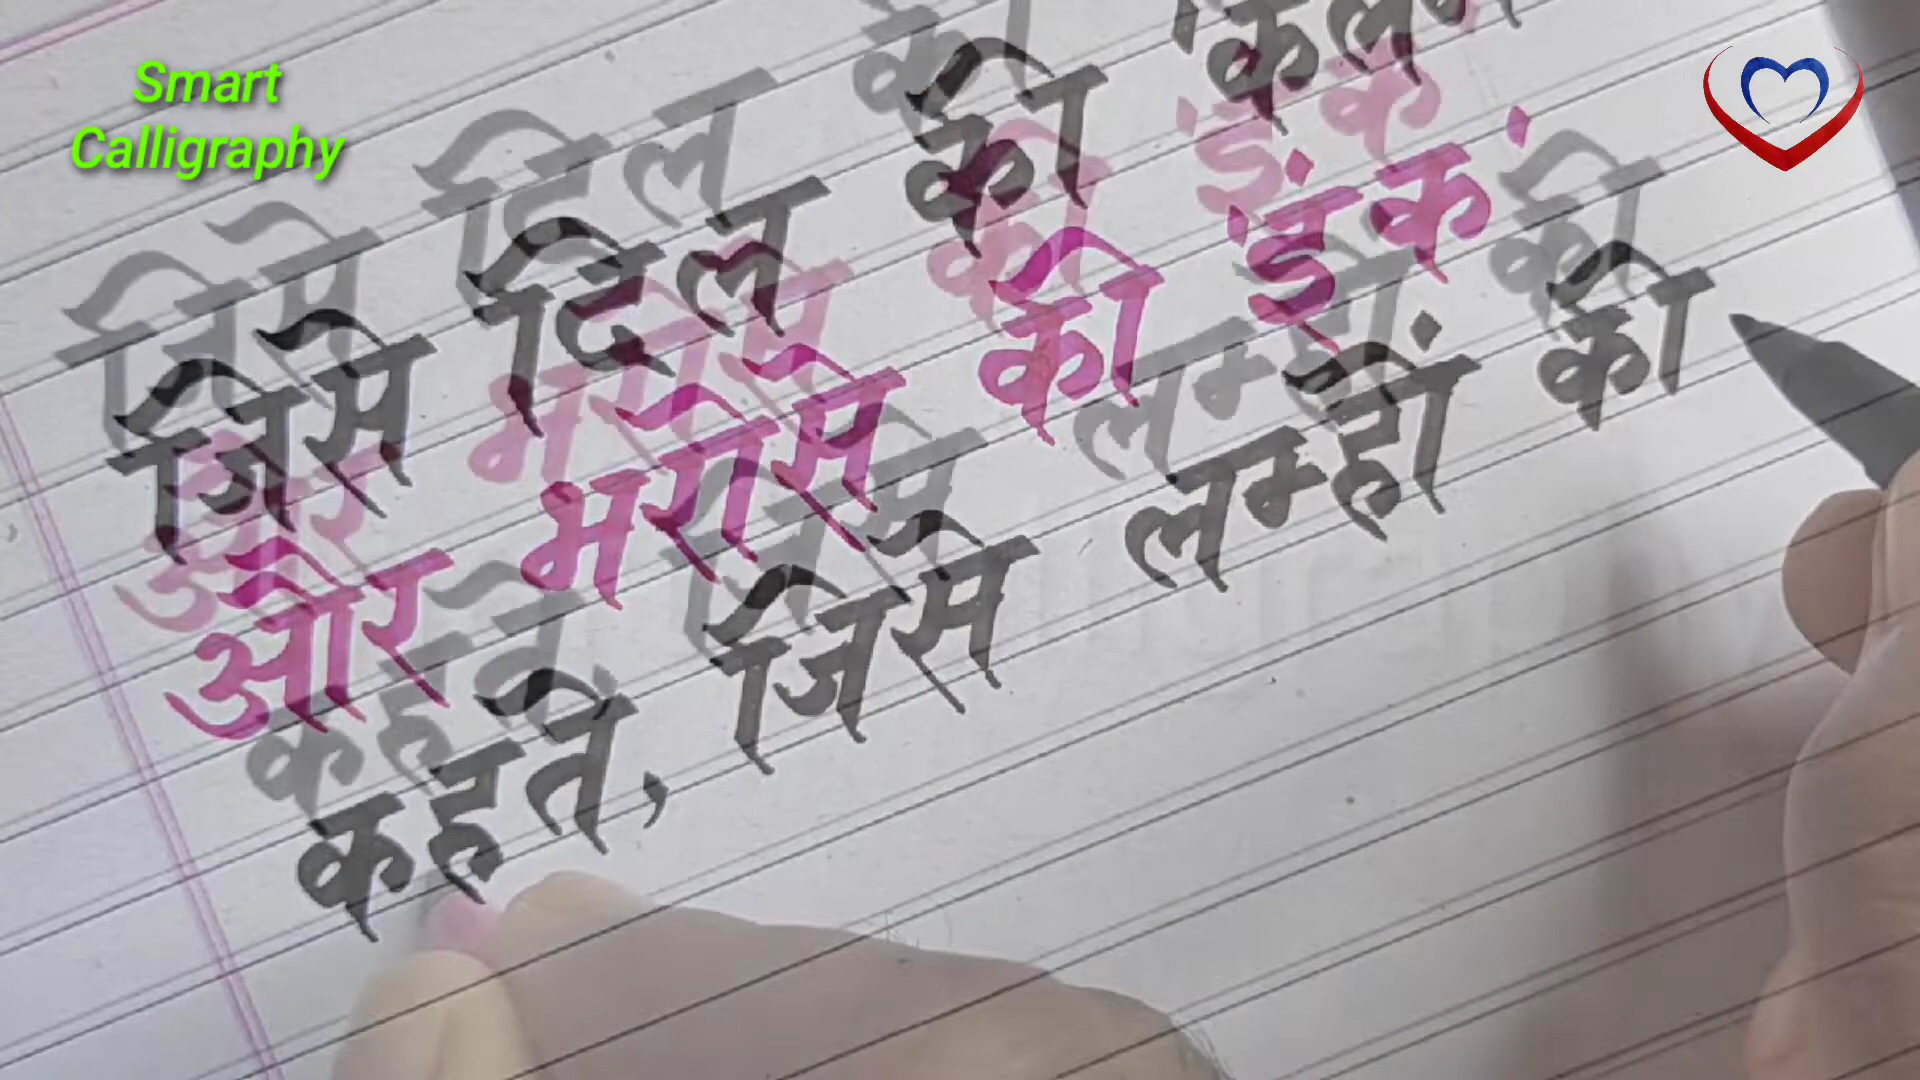 Smart
Calligraphy
जिसे दिल की 'कलम'
और भरोसे की 'इंक'
कहते, जिसे लम्हों की